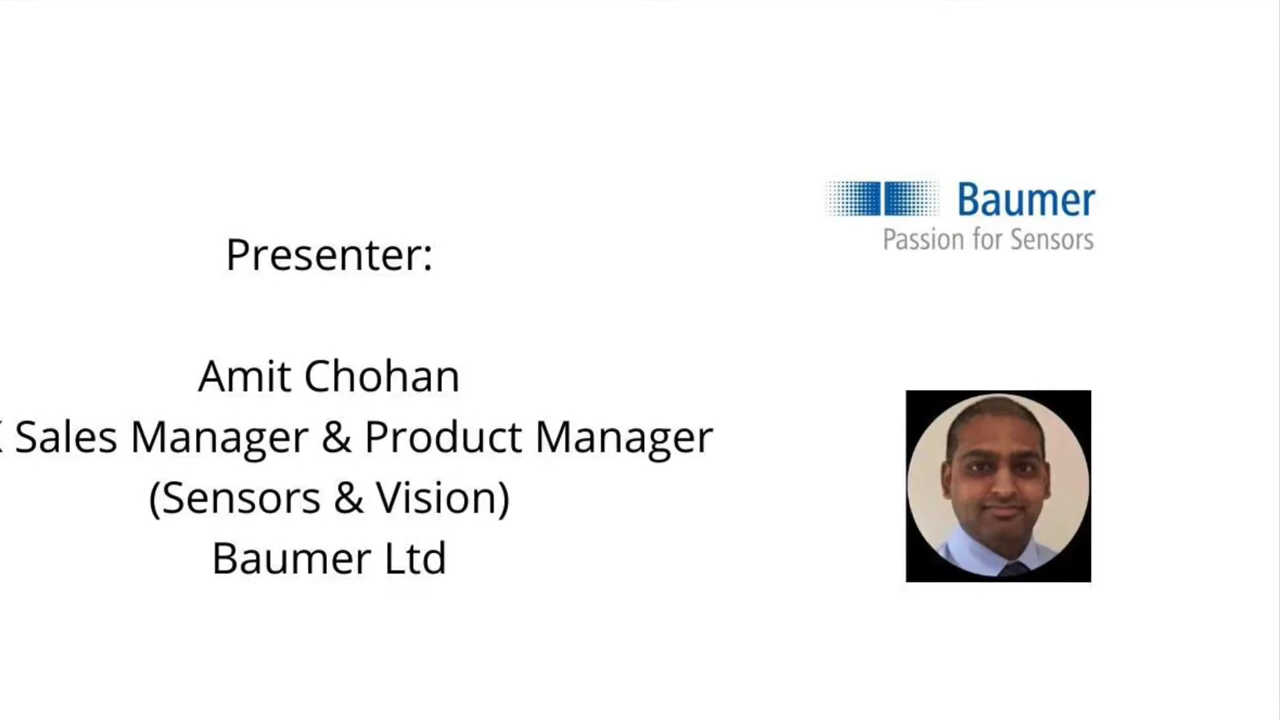 Baumer
Passion for Sensors
Presenter:
Amit Chohan
Sales Manager & Product Manager
(Sensors & Vision)
Baumer Ltd